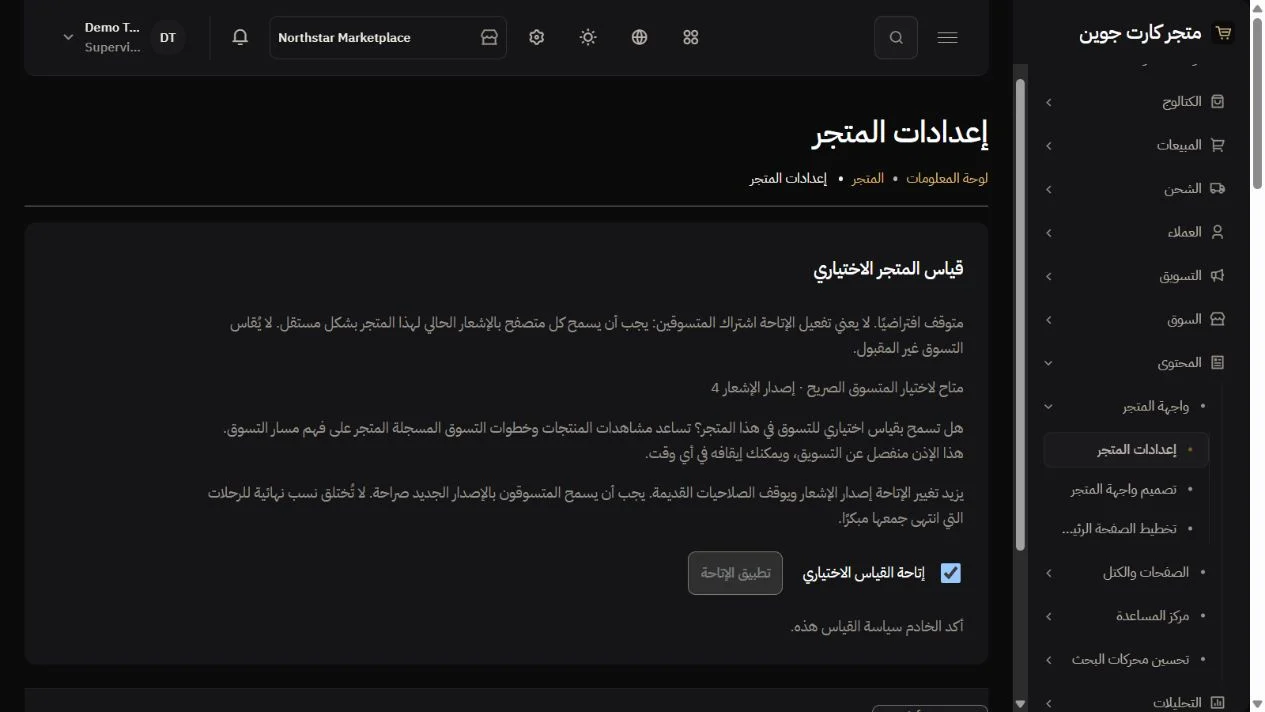 متجر كارت جوين
Northstar Marketplace
Demo T...
Supervi...
DT
الكتالوج
المبيعات
الشحن
العملاء
التسويق
السوق
المحتوى
واجهة المتجر
إعدادات المتجر
تصميم واجهة المتجر
تخطيط الصفحة الرئيـ...
الصفحات والكتل
مركز المساعدة
تحسين محركات البحث
التحليلات
إعدادات المتجر
لوحة المعلومات • المتجر • إعدادات المتجر
قياس المتجر الاختياري
متوقف افتراضيًا. لا يعني تفعيل الإتاحة اشتراك المتسوقين: يجب أن يسمح كل متصفح بالإشعار الحالي لهذا المتجر بشكل مستقل. لا يُقاس
التسوق غير المقبول.
متاح لاختيار المتسوق الصريح · إصدار الإشعار 4
هل تسمح بقياس اختياري للتسوق في هذا المتجر؟ تساعد مشاهدات المنتجات وخطوات التسوق المسجلة المتجر على فهم مسار التسوق.
هذا الإذن منفصل عن التسويق، ويمكنك إيقافه في أي وقت.
يزيد تغيير الإتاحة إصدار الإشعار ويوقف الصلاحيات القديمة. يجب أن يسمح المتسوقون بالإصدار الجديد صراحة. لا تُختلق نسب نهائية للرحلات
التي انتهى جمعها مبكرًا.
إتاحة القياس الاختياري
تطبيق الإتاحة
أكد الخادم سياسة القياس هذه.